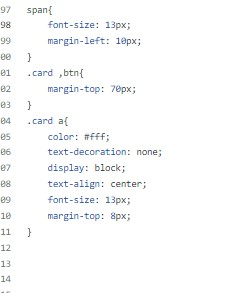 97 span{
98 font-size: 13px;
99 margin-left: 10px;
00 }
01 .card ,btn{
02 margin-top: 70px;
03 }
04 .card a{
05 color: #fff;
06 text-decoration: none;
07 display: block;
08 text-align: center;
09 font-size: 13px;
10 margin-top: 8px;
11 }
12
13
14